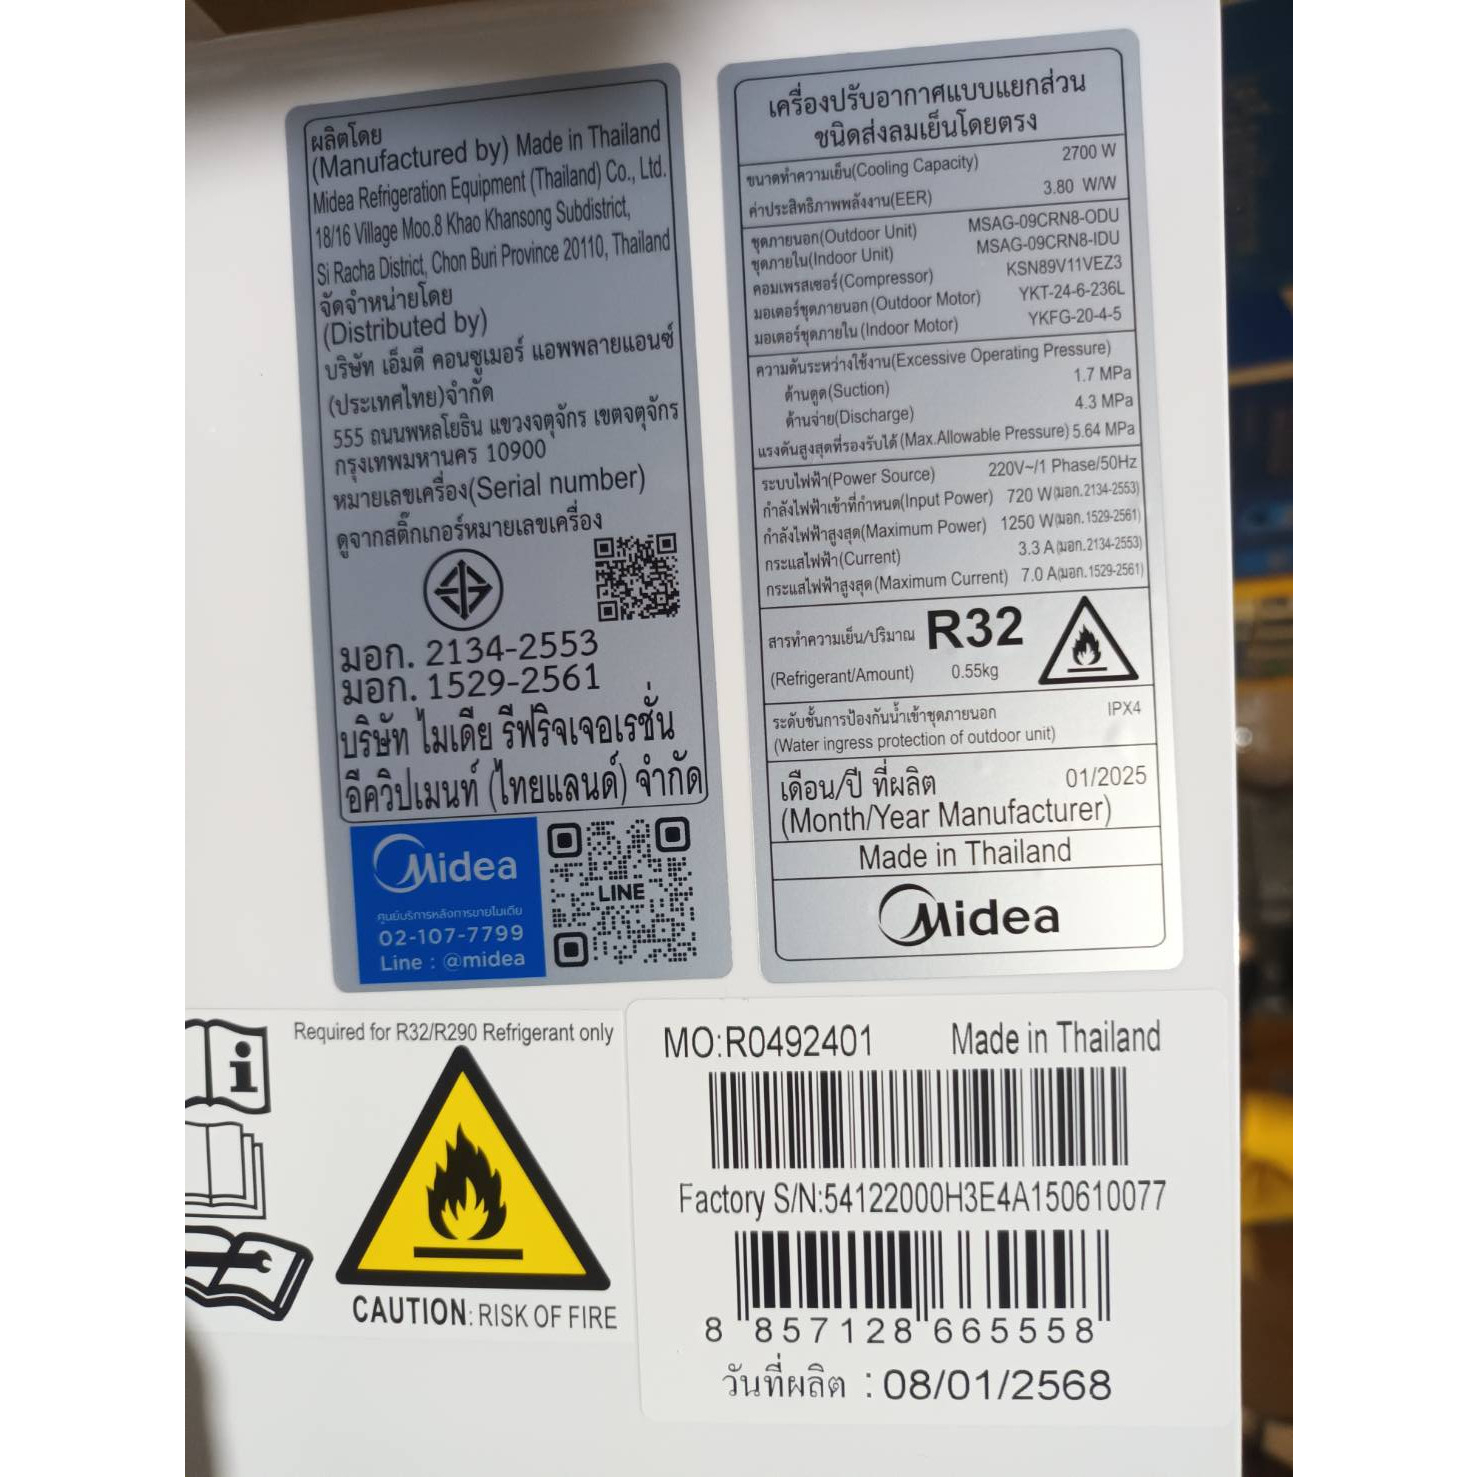 ผลิตโดย
(Manufactured by) Made in Thailand
Midea Refrigeration Equipment (Thailand) Co., Ltd.
18/16 Village Moo.8 Khao Khansong Subdistrict,
Si Racha District, Chon Buri Province 20110, Thailand
จัดจำหน่ายโดย
(Distributed by)
บริษัท เอ็มดี คอนซูเมอร์ แอพพลายแอนซ์
(ประเทศไทย)จำกัด
555 ถนนพหลโยธิน แขวงจตุจักร เขตจตุจักร
กรุงเทพมหานคร 10900
หมายเลขเครื่อง(Serial number)
ดูจากสติ๊กเกอร์หมายเลขเครื่อง
มอก. 2134-2553
มอก. 1529-2561
บริษัท ไมเดีย รีฟริจเจอเรชั่น
อีควิปเมนท์ (ไทยแลนด์) จำกัด
Midea
ศูนย์บริการหลังการขายไมเดีย
02-107-7799
Line : @midea
LINE
เครื่องปรับอากาศแบบแยกส่วน
ชนิดส่งลมเย็นโดยตรง
ขนาดทำความเย็น(Cooling Capacity) 2700 W
ค่าประสิทธิภาพพลังงาน(EER) 3.80 W/W
ชุดภายนอก(Outdoor Unit) MSAG-09CRN8-ODU
ชุดภายใน(Indoor Unit) MSAG-09CRN8-IDU
คอมเพรสเซอร์(Compressor) KSN89V11VEZ3
มอเตอร์ชุดภายนอก(Outdoor Motor) YKT-24-6-236L
มอเตอร์ชุดภายใน(Indoor Motor) YKFG-20-4-5
ความดันระหว่างใช้งาน(Excessive Operating Pressure)
ด้านดูด(Suction) 1.7 MPa
ด้านจ่าย(Discharge) 4.3 MPa
แรงดันสูงสุดที่รองรับได้(Max.Allowable Pressure) 5.64 MPa
ระบบไฟฟ้า(Power Source) 220V~/1 Phase/50Hz
กำลังไฟฟ้าเข้าที่กำหนด(Input Power) 720 W(มอก.2134-2553)
กำลังไฟฟ้าสูงสุด(Maximum Power) 1250 W(มอก.1529-2561)
กระแสไฟฟ้า(Current) 3.3 A(มอก.2134-2553)
กระแสไฟฟ้าสูงสุด(Maximum Current) 7.0 A(มอก.1529-2561)
สารทำความเย็น/ปริมาณ R32
(Refrigerant/Amount) 0.55kg
ระดับชั้นการป้องกันน้ำเข้าชุดภายนอก IPX4
(Water ingress protection of outdoor unit)
เดือน/ปี ที่ผลิต 01/2025
(Month/Year Manufacturer)
Made in Thailand
Midea
Required for R32/R290 Refrigerant only
CAUTION: RISK OF FIRE
MO:R0492401 Made in Thailand
Factory S/N:54122000H3E4A150610077
8 857128 665558
วันที่ผลิต : 08/01/2568